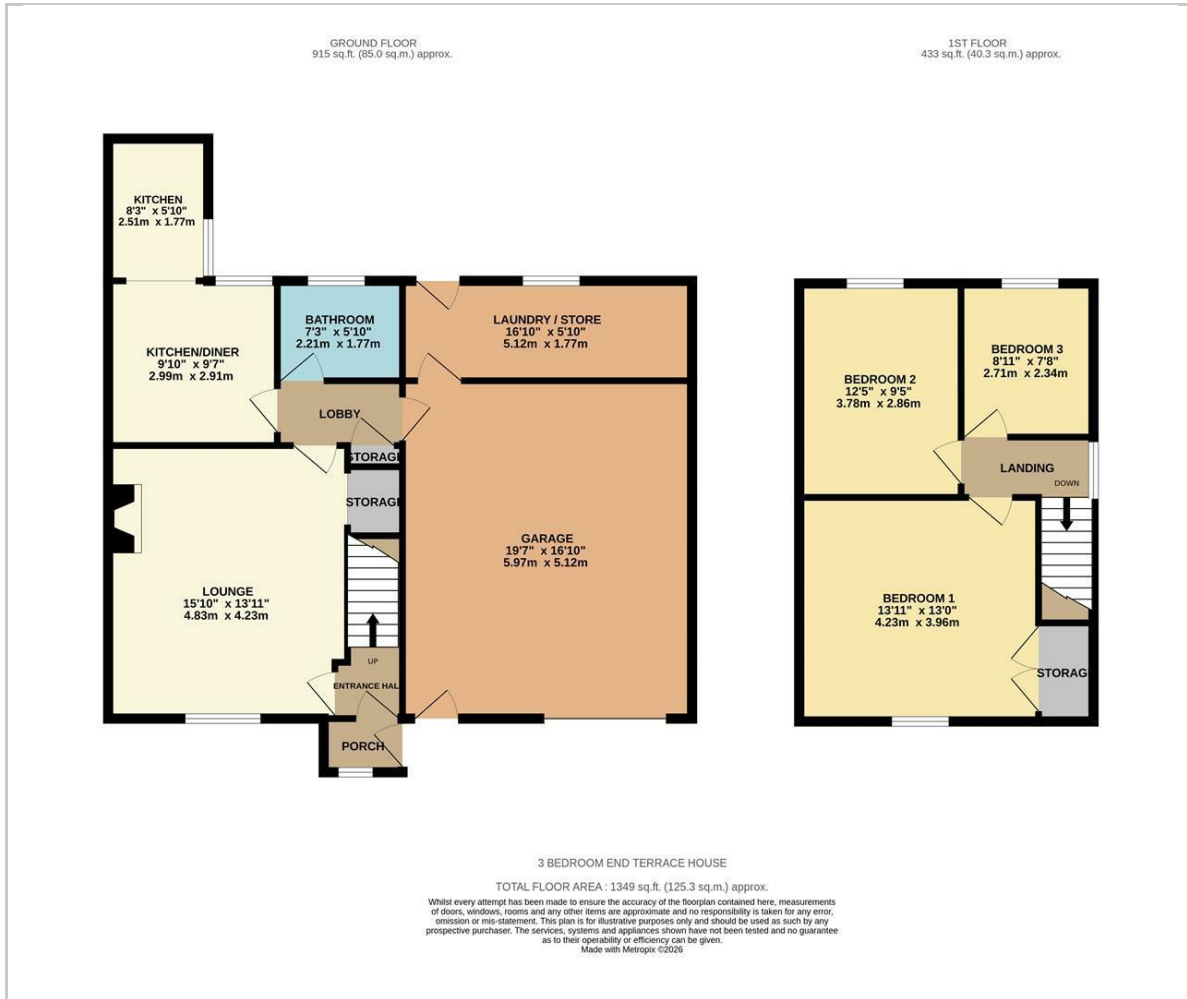 GROUND FLOOR
915 sq.ft. (85.0 sq.m.) approx.
1ST FLOOR
433 sq.ft. (40.3 sq.m.) approx.
KITCHEN
8'3" x 5'10"
2.51m x 1.77m
KITCHEN/DINER
9'10" x 9'7"
2.99m x 2.91m
BATHROOM
7'3" x 5'10"
2.21m x 1.77m
LAUNDRY / STORE
16'10" x 5'10"
5.12m x 1.77m
LOBBY
STORAGE
STORAGE
LOUNGE
15'10" x 13'11"
4.83m x 4.23m
GARAGE
19'7" x 16'10"
5.97m x 5.12m
UP
ENTRANCE HALL
PORCH
BEDROOM 2
12'5" x 9'5"
3.78m x 2.86m
BEDROOM 3
8'11" x 7'8"
2.71m x 2.34m
LANDING
DOWN
BEDROOM 1
13'11" x 13'0"
4.23m x 3.96m
STORAGE
3 BEDROOM END TERRACE HOUSE
TOTAL FLOOR AREA : 1349 sq.ft. (125.3 sq.m.) approx.
Whilst every attempt has been made to ensure the accuracy of the floorplan contained here, measurements
of doors, windows, rooms and any other items are approximate and no responsibility is taken for any error,
omission or mis-statement. This plan is for illustrative purposes only and should be used as such by any
prospective purchaser. The services, systems and appliances shown have not been tested and no guarantee
as to their operability or efficiency can be given.
Made with Metropix ©2026